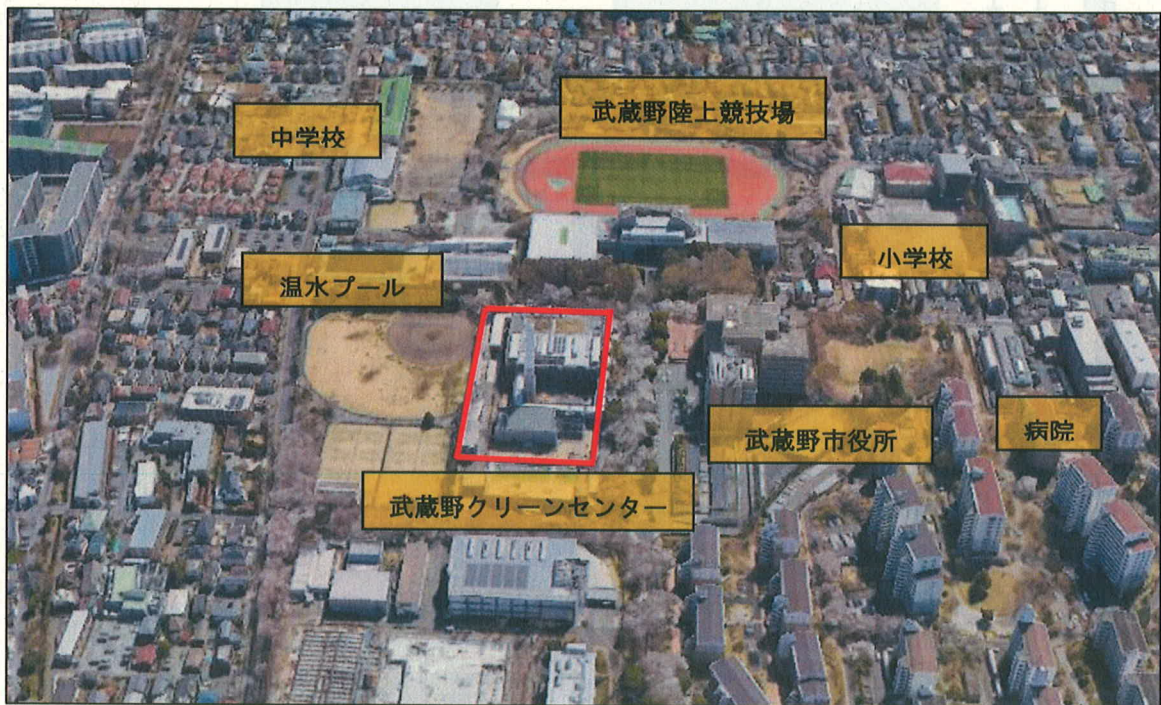 武蔵野陸上競技場
中学校
小学校
温水プール
武蔵野市役所
病院
武蔵野クリーンセンター